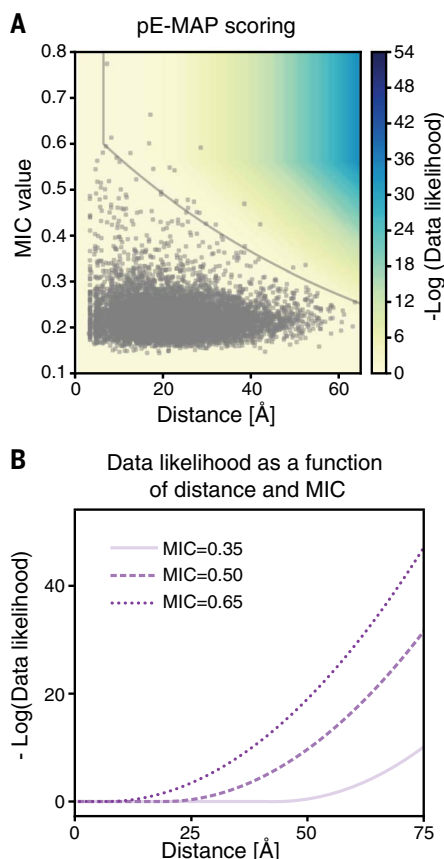 A
pE-MAP scoring
0.8
0.7
0.6
0.5
0.4
0.3
0.2
0.1
MIC value
0
20
40
60
Distance [Å]
54
48
42
36
30
24
18
12
6
0
-Log (Data likelihood)
B
Data likelihood as a function
of distance and MIC
MIC=0.35
MIC=0.50
MIC=0.65
40
20
0
- Log(Data likelihood)
0
25
50
75
Distance [Å]